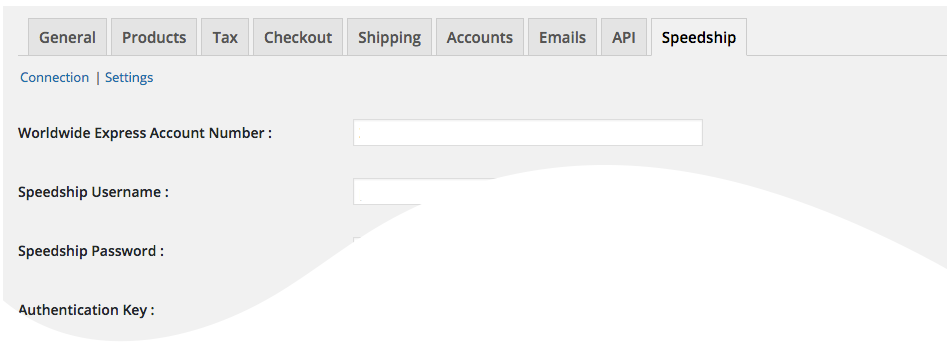 General Products Tax Checkout Shipping Accounts Emails API Speedship
Connection | Settings
Worldwide Express Account Number :
Speedship Username :
Speedship Password :
Authentication Key :